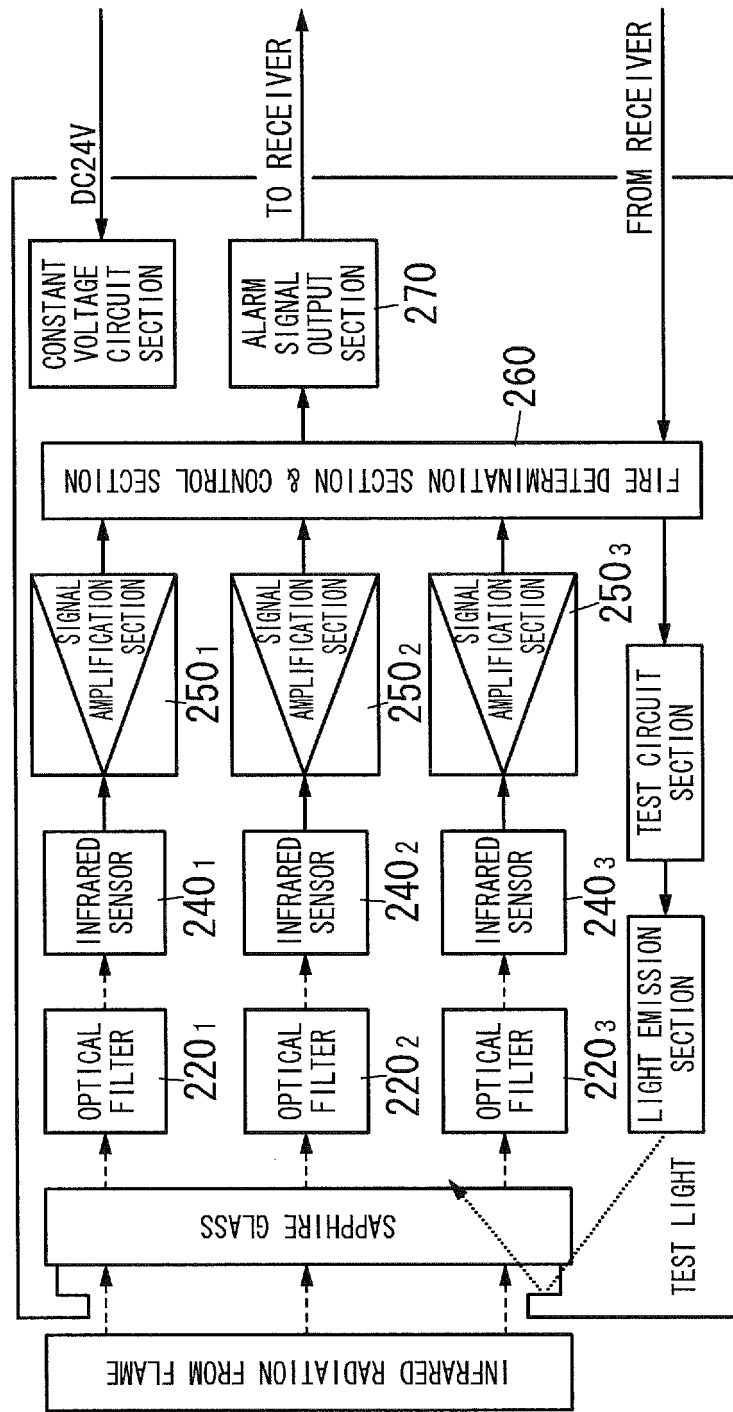 INFRARED RADIATION FROM FLAME
SAPPHIRE GLASS
TEST LIGHT
OPTICAL
FILTER
220₁
OPTICAL
FILTER
220₂
OPTICAL
FILTER
220₃
LIGHT EMISSION
SECTION
INFRARED
SENSOR
240₁
INFRARED
SENSOR
240₂
INFRARED
SENSOR
240₃
TEST CIRCUIT
SECTION
SIGNAL
AMPLIFICATION
SECTION
250₁
SIGNAL
AMPLIFICATION
SECTION
250₂
SIGNAL
AMPLIFICATION
SECTION
250₃
FIRE DETERMINATION SECTION & CONTROL SECTION
260
CONSTANT
VOLTAGE
CIRCUIT
SECTION
ALARM
SIGNAL
OUTPUT
SECTION
270
DC24V
TO RECEIVER
FROM RECEIVER